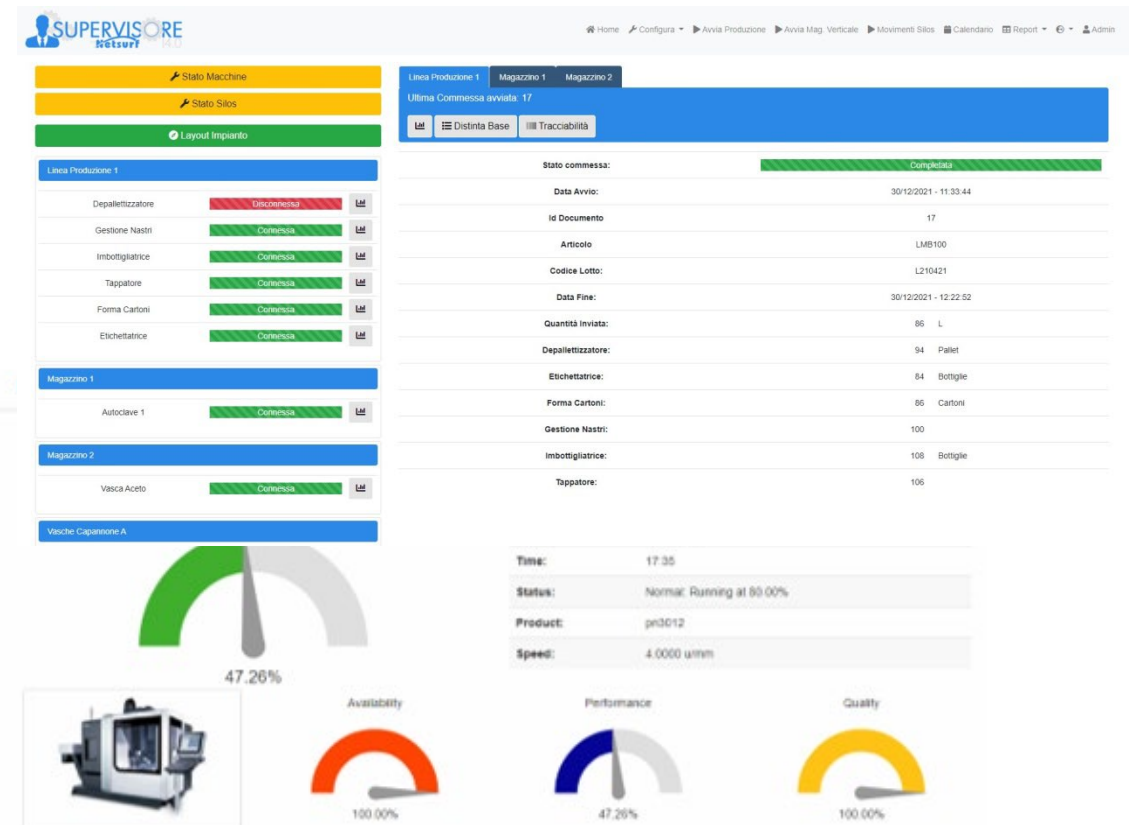 SUPERVISORE
Netsurf 14.0
Home Configura Avvia Produzione Avvia Mag. Verticale Movimenti Silos Calendario Report Admin
Stato Macchine
Stato Silos
Layout Impianto
Linea Produzione 1
Depallettizzatore Disconnessa
Gestione Nastri Connessa
Imbottigliatrice Connessa
Tappatore Connessa
Forma Cartoni Connessa
Etichettatrice Connessa
Magazzino 1
Autoclave 1 Connessa
Magazzino 2
Vasca Aceto Connessa
Vasche Capannone A
Linea Produzione 1 Magazzino 1 Magazzino 2
Ultima Commessa avviata: 17
Distinta Base Tracciabilità
Stato commessa: Completata
Data Avvio: 30/12/2021 - 11:33:44
Id Documento 17
Articolo LMB100
Codice Lotto: L210421
Data Fine: 30/12/2021 - 12:22:52
Quantità Inviata: 86 L
Depallettizzatore: 94 Pallet
Etichettatrice: 84 Bottiglie
Forma Cartoni: 86 Cartoni
Gestione Nastri: 100
Imbottigliatrice: 108 Bottiglie
Tappatore: 106
47.26%
Time: 17:35
Status: Normal: Running at 80.00%
Product: pn3012
Speed: 4.0000 u/mm
Availability Performance Quality
100.00% 47.26% 100.00%